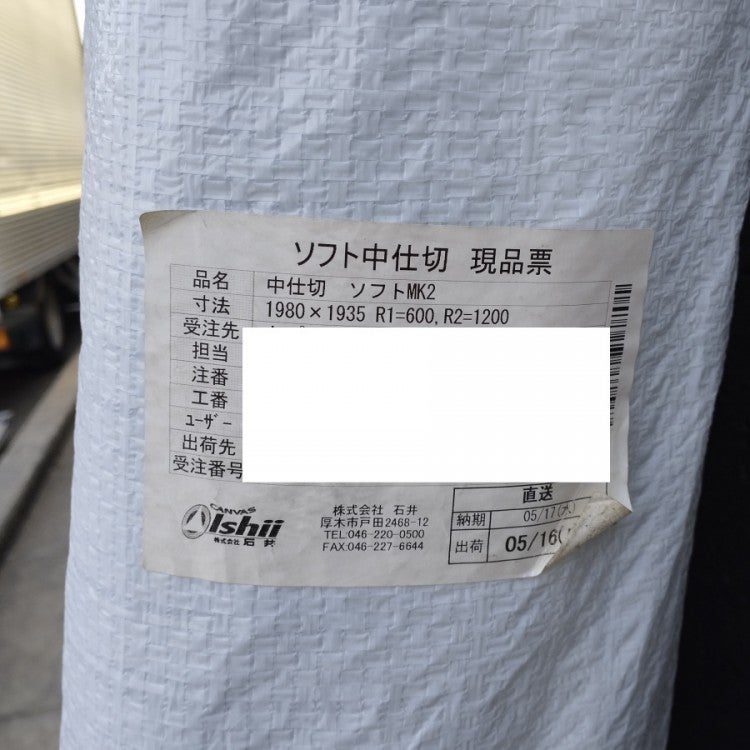 ソフト中仕切 現品票
品名 中仕切 ソフトMK2
寸法 1980×1935 R1=600,R2=1200
受注先
担当
注番
工番
ユーザー
出荷先
受注番号
直送
納期 05/17
出荷 05/16
CANVAS
Ishii
株式会社 石井
株式会社 石井
厚木市戸田2468-12
TEL:046-220-0500
FAX:046-227-6644